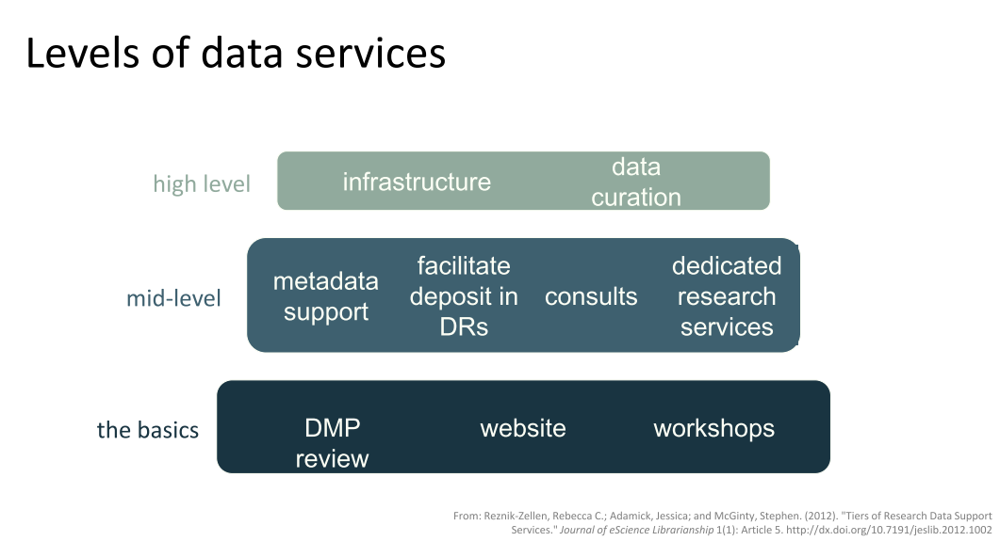 Levels of data services
high level
infrastructure
data
curation
mid-level
metadata
support
facilitate
deposit in
DRs
consults
dedicated
research
services
the basics
DMP
review
website
workshops
From: Reznik-Zellen, Rebecca C.; Adamick, Jessica; and McGinty, Stephen. (2012). "Tiers of Research Data Support
Services." Journal of eScience Librarianship 1(1): Article 5. http://dx.doi.org/10.7191/jeslib.2012.1002